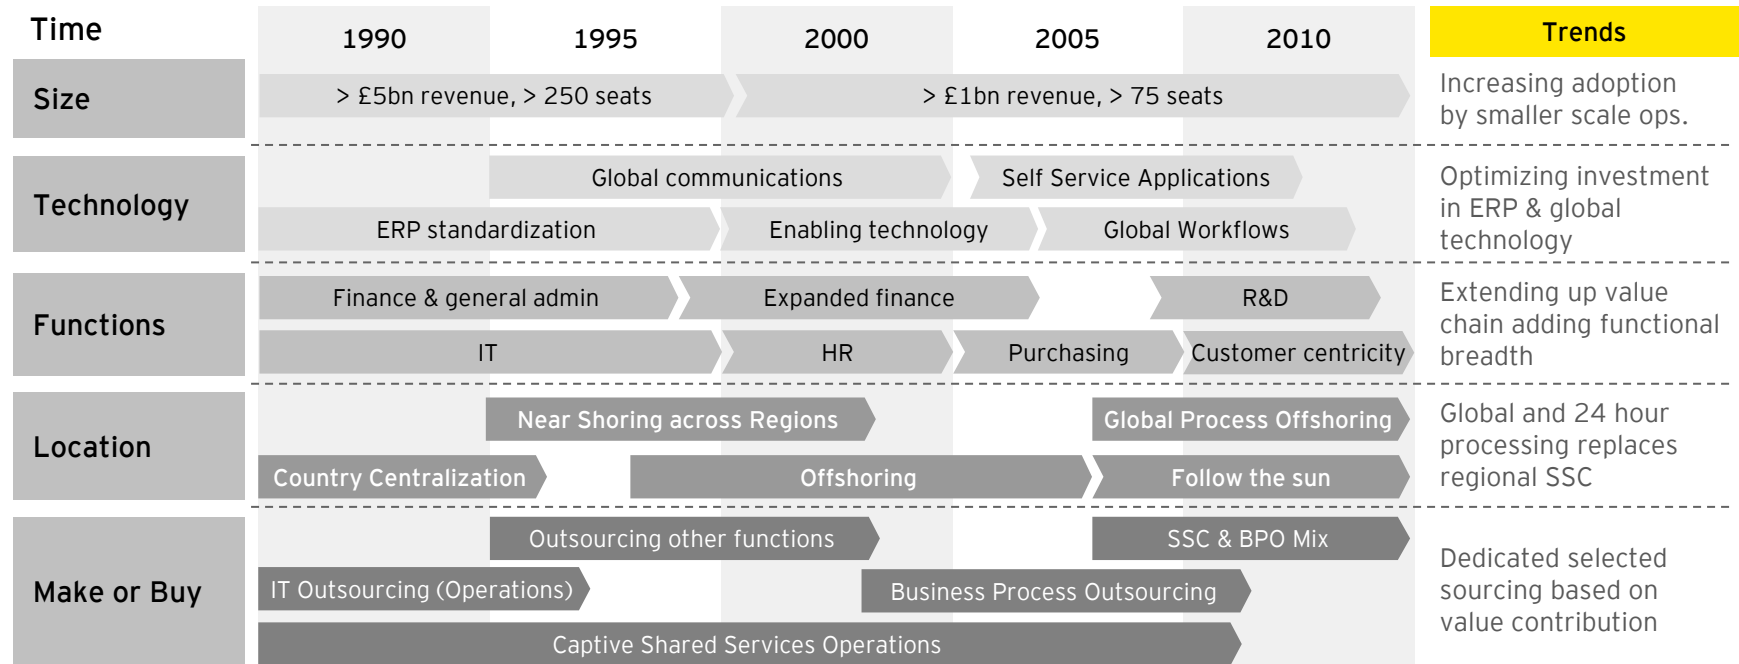 Time
1990
1995
2000
2005
2010
Trends
Size
> £5bn revenue, > 250 seats
> £1bn revenue, > 75 seats
Increasing adoption
by smaller scale ops.
Technology
Global communications
Self Service Applications
ERP standardization
Enabling technology
Global Workflows
Optimizing investment
in ERP & global
technology
Functions
Finance & general admin
Expanded finance
R&D
IT
HR
Purchasing
Customer centricity
Extending up value
chain adding functional
breadth
Location
Near Shoring across Regions
Global Process Offshoring
Country Centralization
Offshoring
Follow the sun
Global and 24 hour
processing replaces
regional SSC
Make or Buy
Outsourcing other functions
SSC & BPO Mix
IT Outsourcing (Operations)
Business Process Outsourcing
Captive Shared Services Operations
Dedicated selected
sourcing based on
value contribution